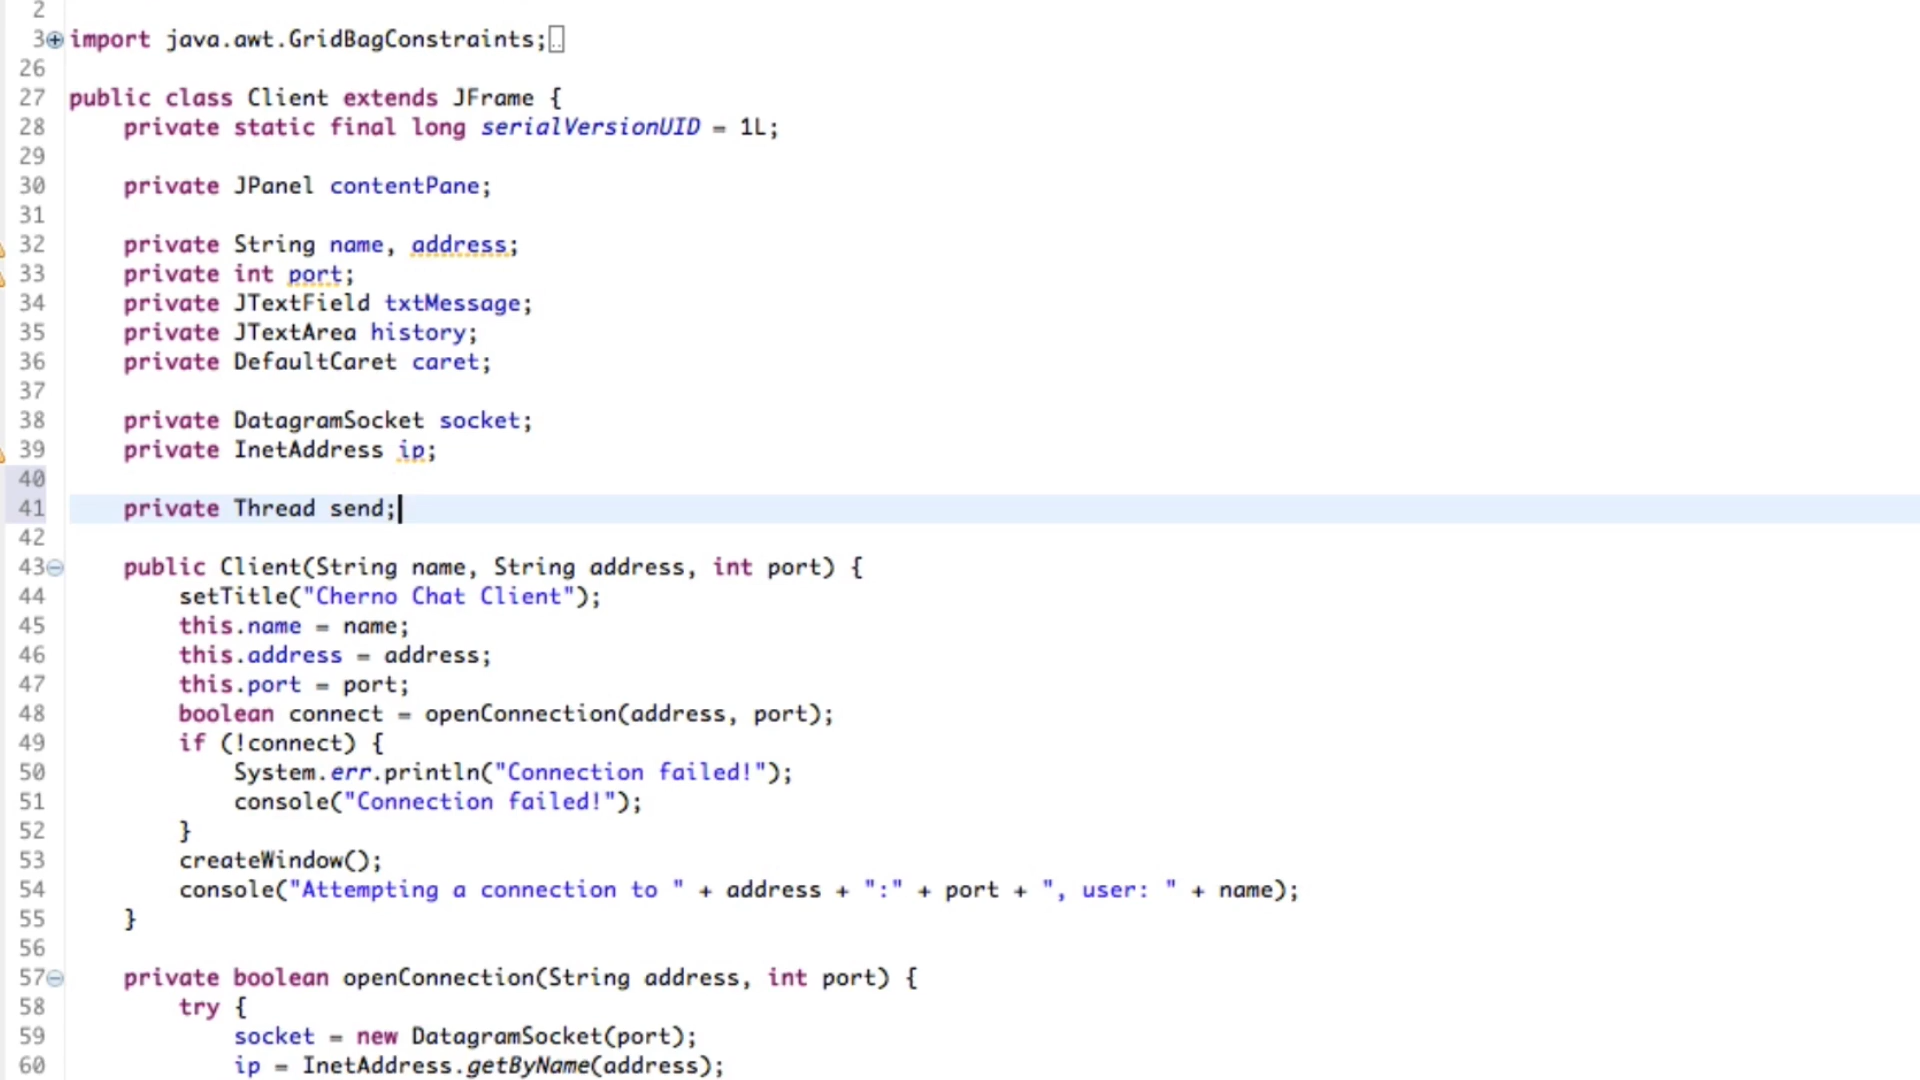 2
3 import java.awt.GridBagConstraints;
26
27 public class Client extends JFrame {
28 private static final long serialVersionUID = 1L;
29
30 private JPanel contentPane;
31
32 private String name, address;
33 private int port;
34 private JTextField txtMessage;
35 private JTextArea history;
36 private DefaultCaret caret;
37
38 private DatagramSocket socket;
39 private InetAddress ip;
40
41 private Thread send;
42
43 public Client(String name, String address, int port) {
44 setTitle("Cherno Chat Client");
45 this.name = name;
46 this.address = address;
47 this.port = port;
48 boolean connect = openConnection(address, port);
49 if (!connect) {
50 System.err.println("Connection failed!");
51 console("Connection failed!");
52 }
53 createWindow();
54 console("Attempting a connection to " + address + ":" + port + ", user: " + name);
55 }
56
57 private boolean openConnection(String address, int port) {
58 try {
59 socket = new DatagramSocket(port);
60 ip = InetAddress.getByName(address);